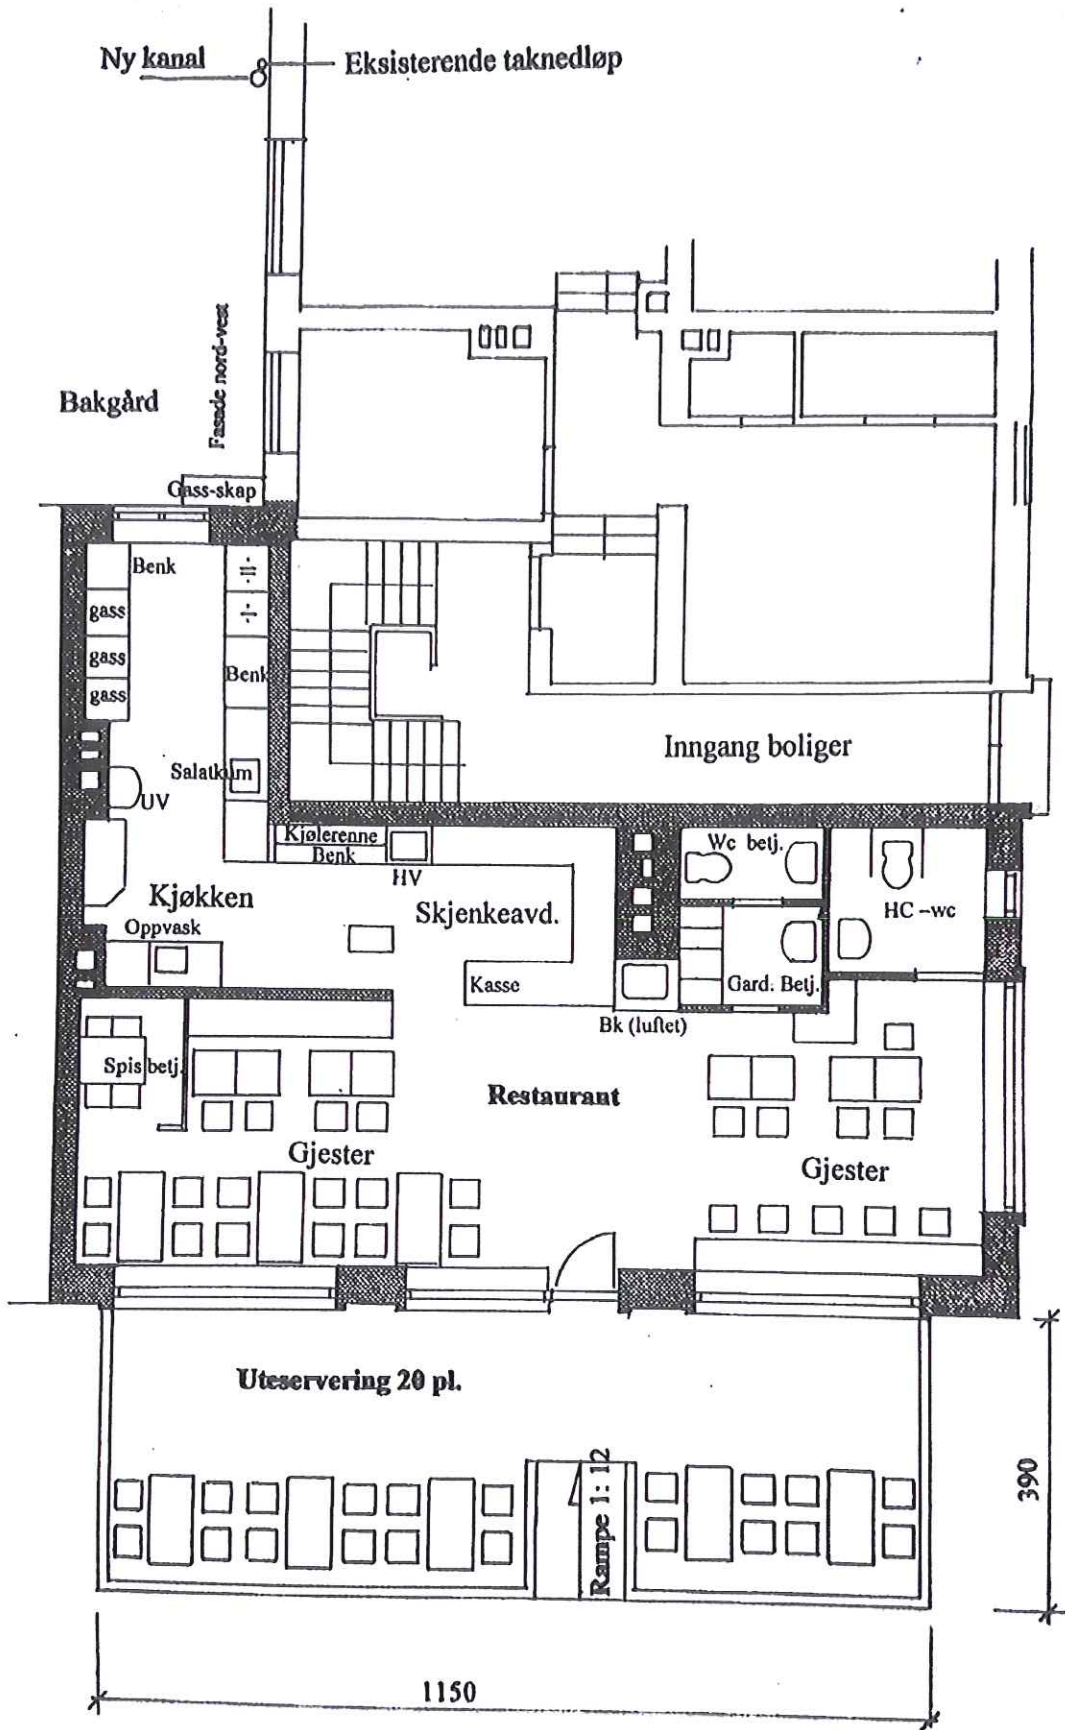 Ny kanal
Eksisterende taknedløp
Fasade nord-vest
Bakgård
Gass-skap
Benk
gass
gass
gass
Benk
Inngang boliger
Salatkum
UV
Kjølerenne
Benk
HV
Wc betj.
Kjøkken
Skjenkeavd.
HC -wc
Oppvask
Kasse
Gard. Betj.
Bk (luftet)
Spis betj.
Restaurant
Gjester
Gjester
Uteservering 20 pl.
Rampe 1: 12
390
1150